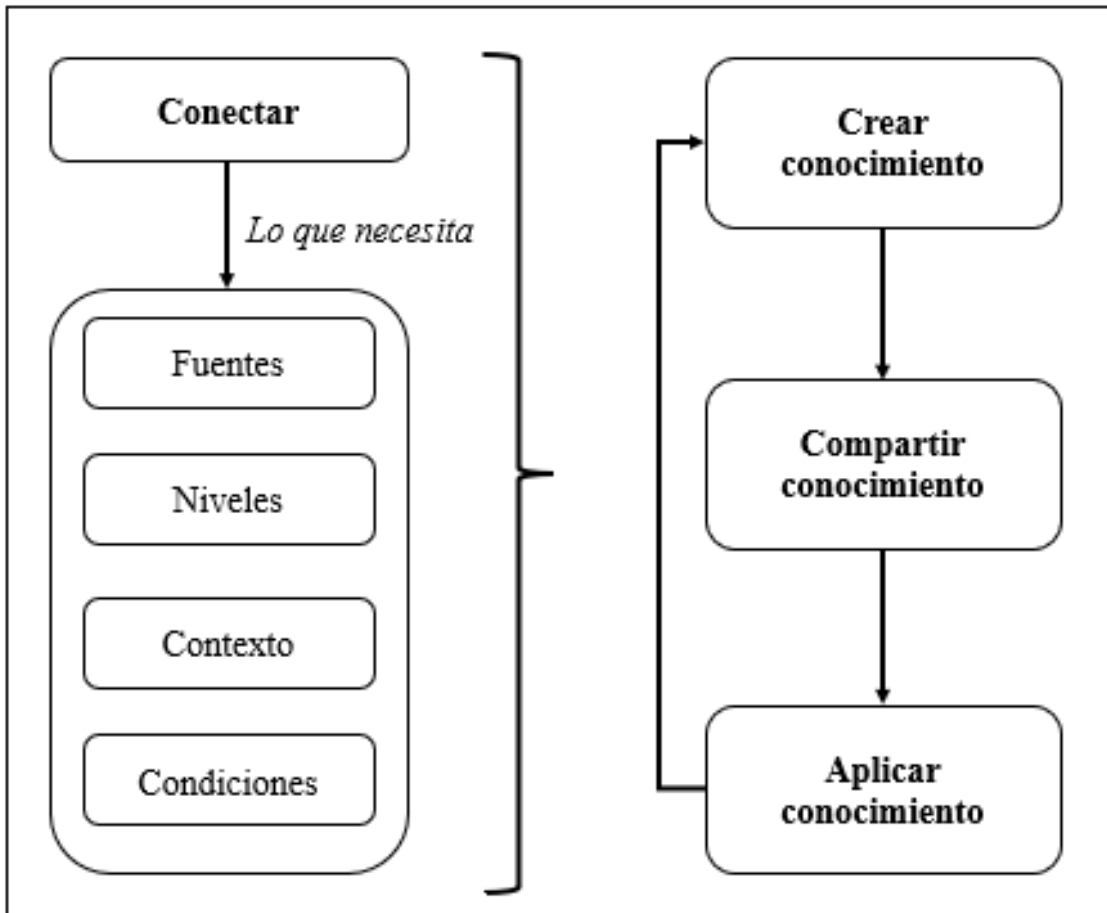 Conectar
Lo que necesita
Fuentes
Niveles
Contexto
Condiciones
Crear
conocimiento
Compartir
conocimiento
Aplicar
conocimiento